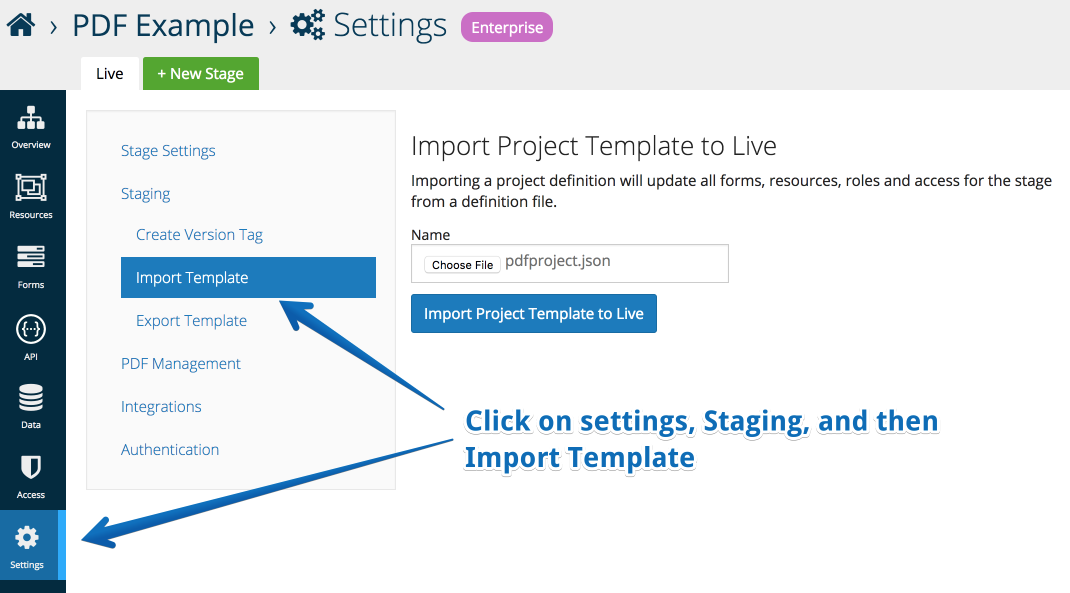 › PDF Example › Settings Enterprise
Live + New Stage
Overview
Resources
Forms
API
Data
Access
Settings
Stage Settings
Staging
Create Version Tag
Import Template
Export Template
PDF Management
Integrations
Authentication
Import Project Template to Live
Importing a project definition will update all forms, resources, roles and access for the stage
from a definition file.
Name
Choose File pdfproject.json
Import Project Template to Live
Click on settings, Staging, and then
Import Template